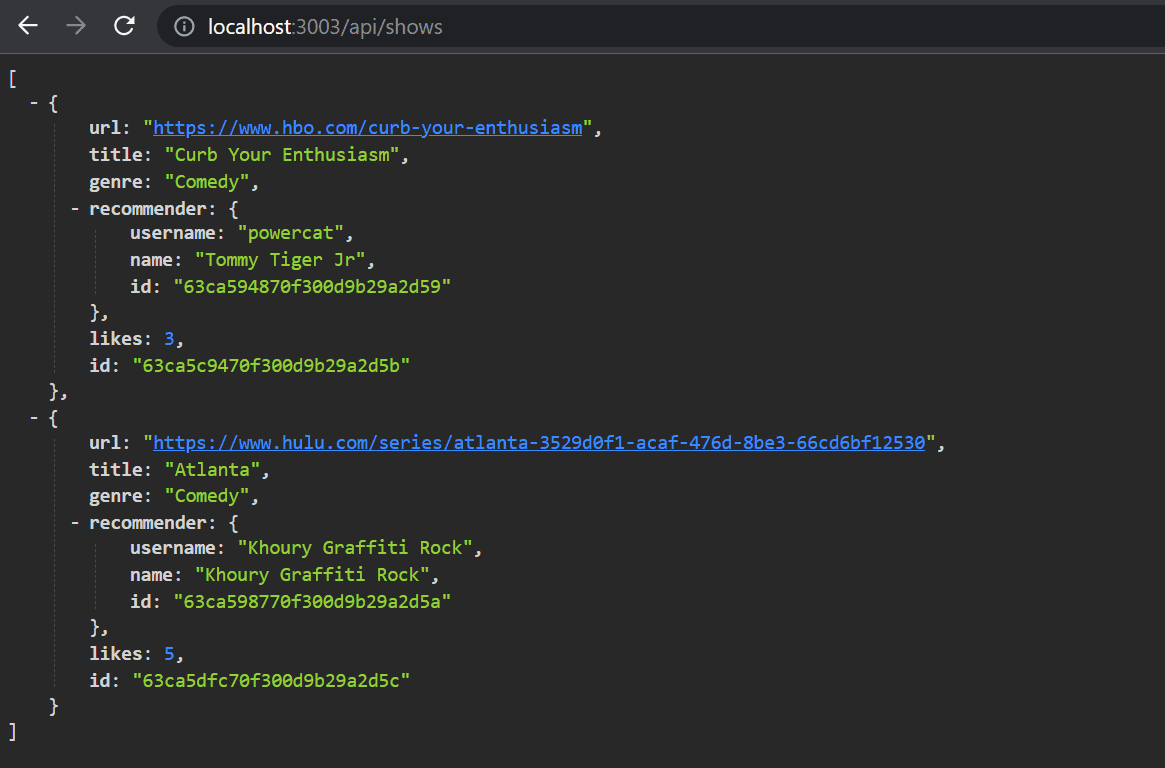 localhost:3003/api/shows
[
- {
url: "https://www.hbo.com/curb-your-enthusiasm",
title: "Curb Your Enthusiasm",
genre: "Comedy",
- recommender: {
username: "powercat",
name: "Tommy Tiger Jr",
id: "63ca594870f300d9b29a2d59"
},
likes: 3,
id: "63ca5c9470f300d9b29a2d5b"
},
- {
url: "https://www.hulu.com/series/atlanta-3529d0f1-acaf-476d-8be3-66cd6bf12530",
title: "Atlanta",
genre: "Comedy",
- recommender: {
username: "Khoury Graffiti Rock",
name: "Khoury Graffiti Rock",
id: "63ca598770f300d9b29a2d5a"
},
likes: 5,
id: "63ca5dfc70f300d9b29a2d5c"
}
]